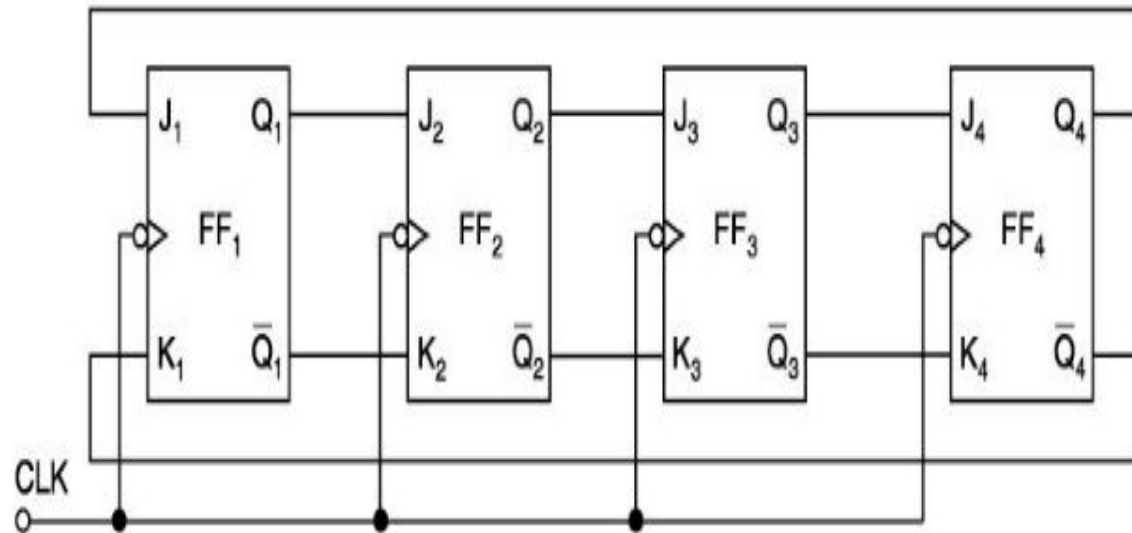 J₁ Q₁ J₂ Q₂ J₃ Q₃ J₄ Q₄
FF₁ FF₂ FF₃ FF₄
K₁ Q̅₁ K₂ Q̅₂ K₃ Q̅₃ K₄ Q̅₄
CLK